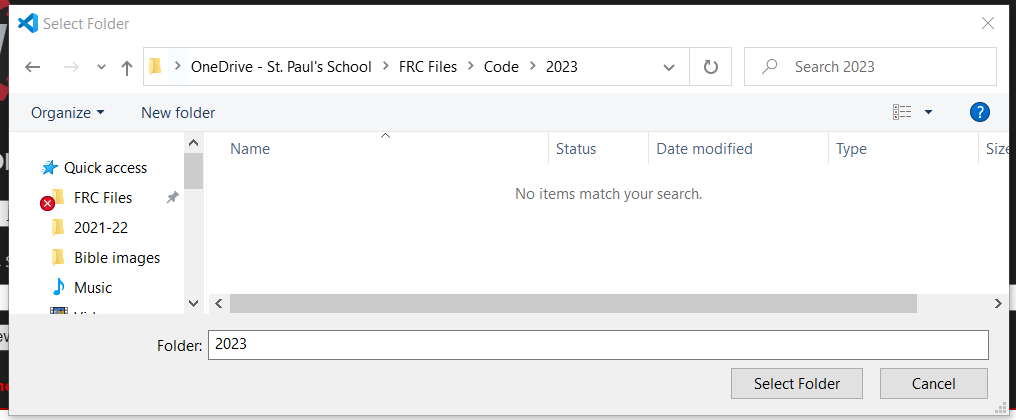 Select Folder
OneDrive - St. Paul's School > FRC Files > Code > 2023
Search 2023
Organize
New folder
?
Name
Status
Date modified
Type
Size
Quick access
FRC Files
2021-22
Bible images
Music
No items match your search.
Folder: 2023
Select Folder
Cancel